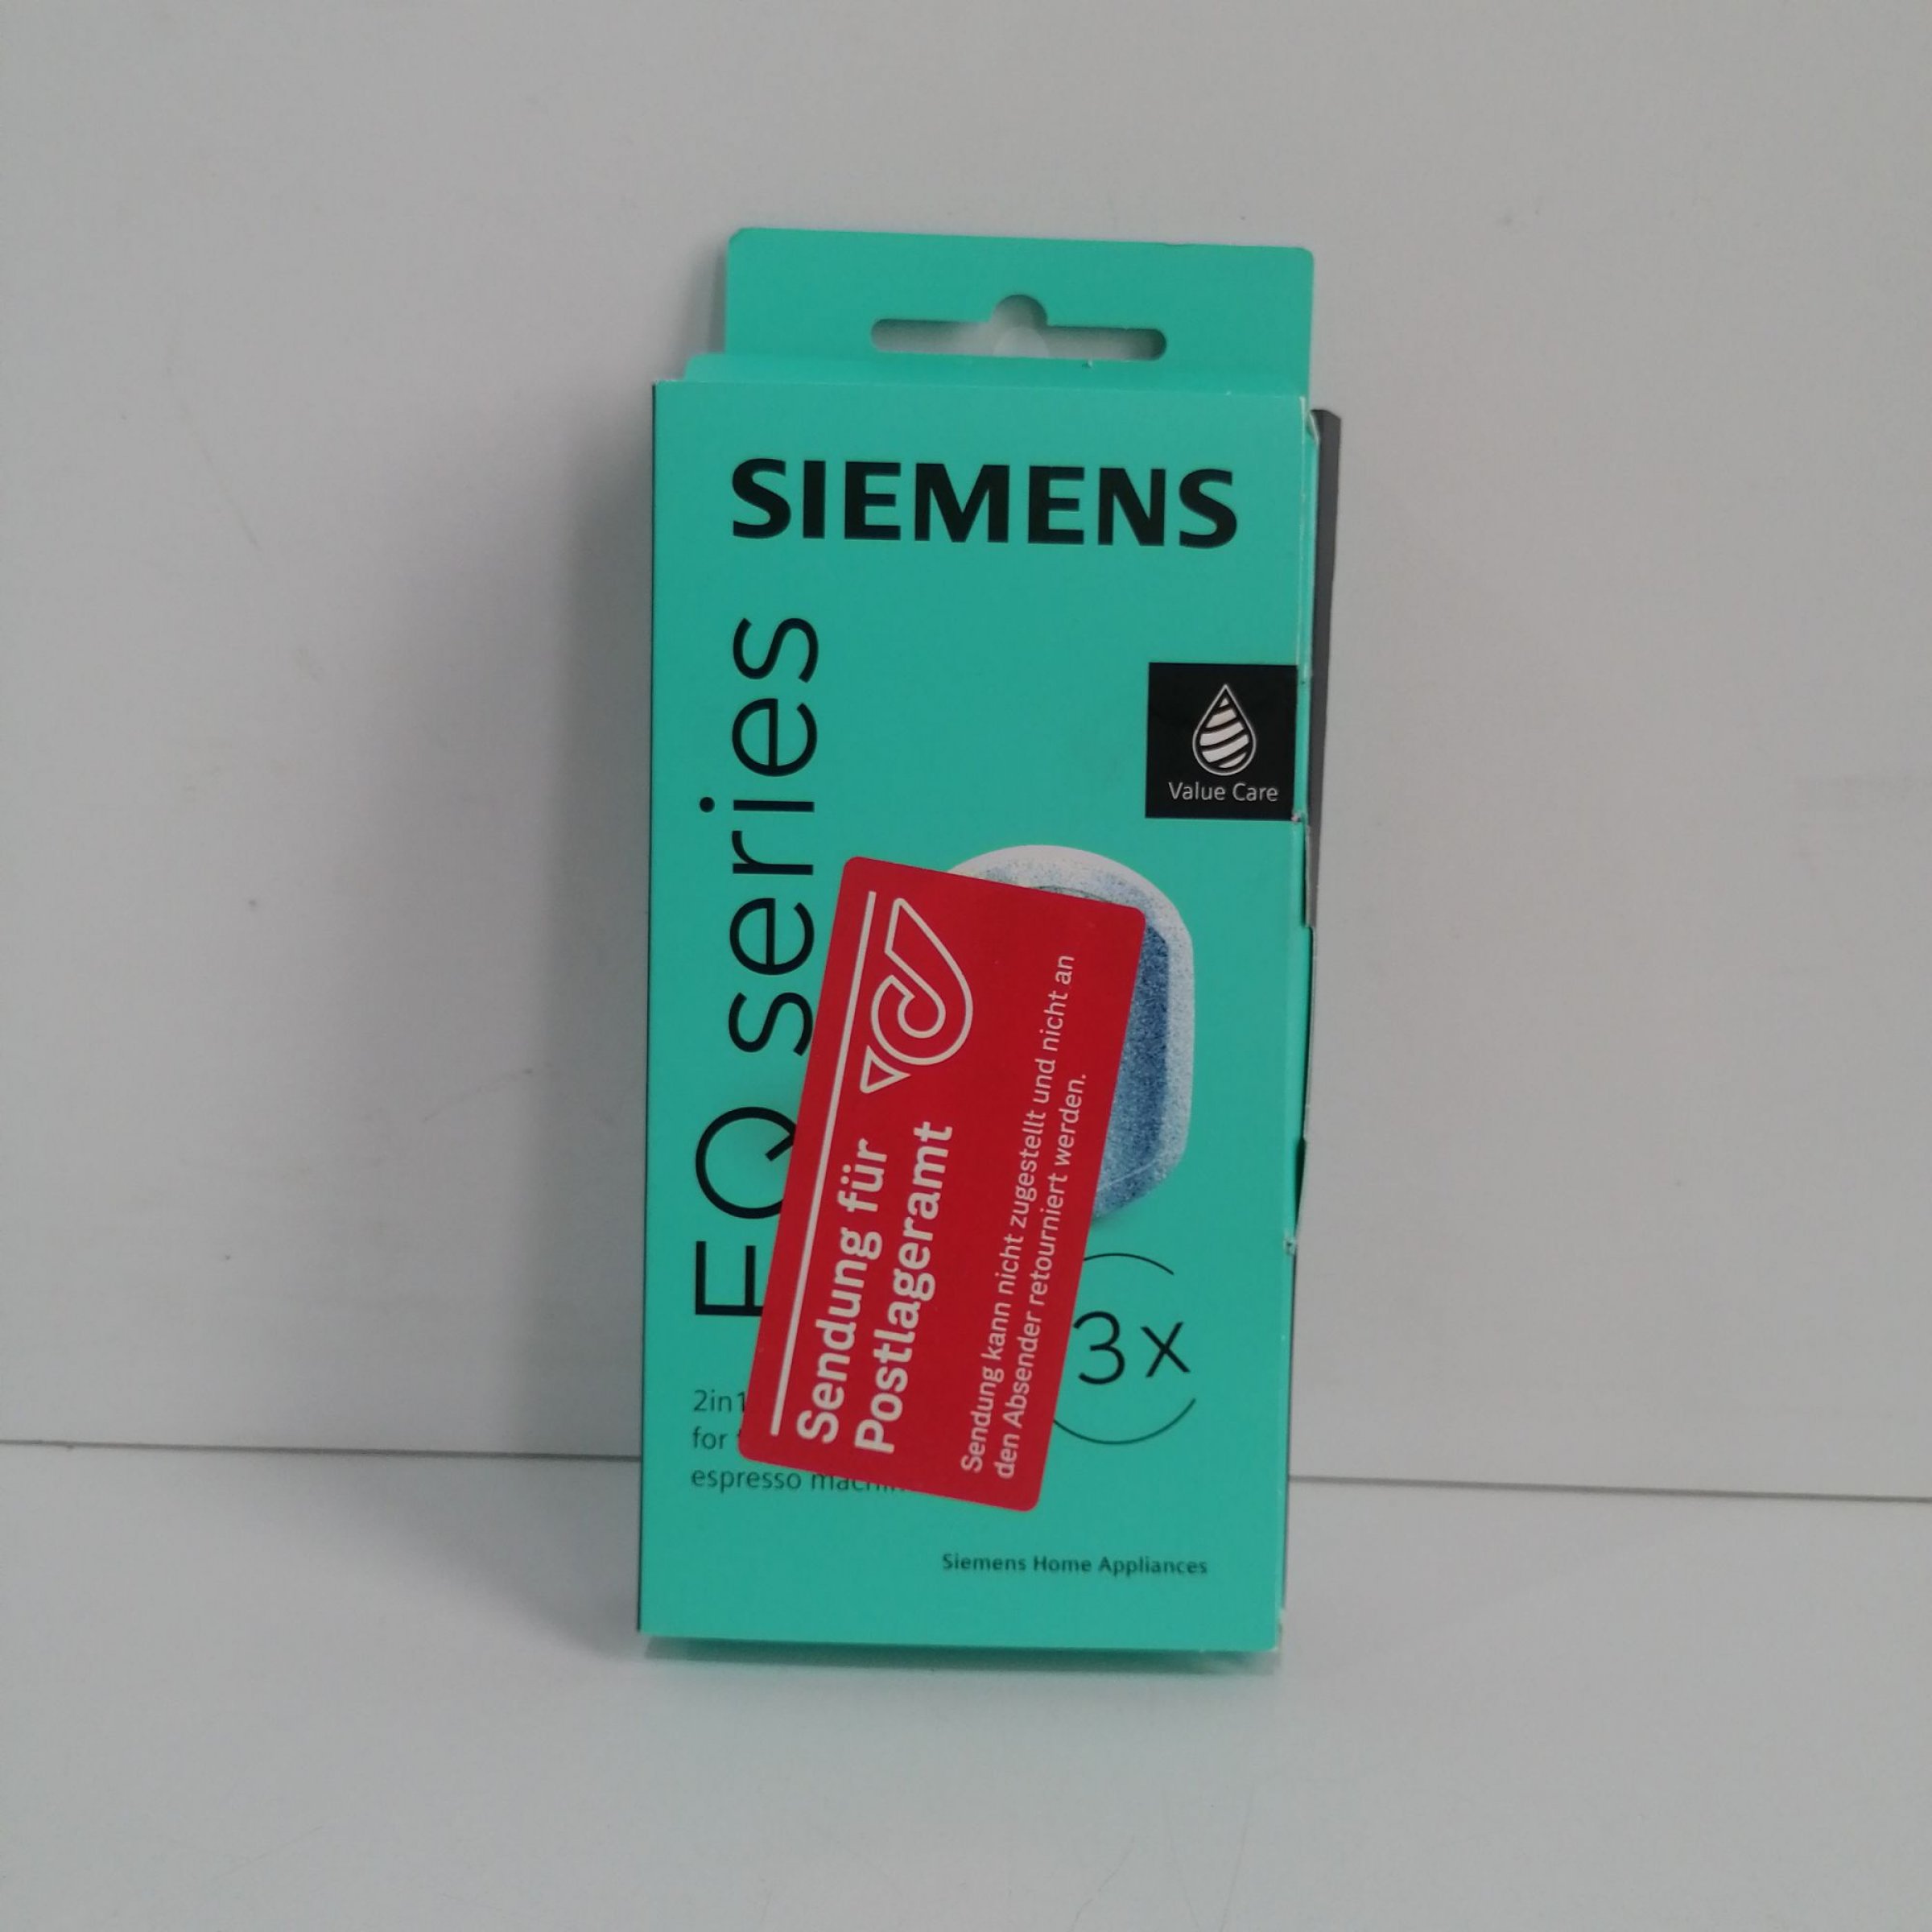 SIEMENS
EQ series
Value Care
Sendung für
Postlageramt
Sendung kann nicht zugestellt und nicht an
den Absender retourniert werden.
3x
2in1
for
espresso
Siemens Home Appliances